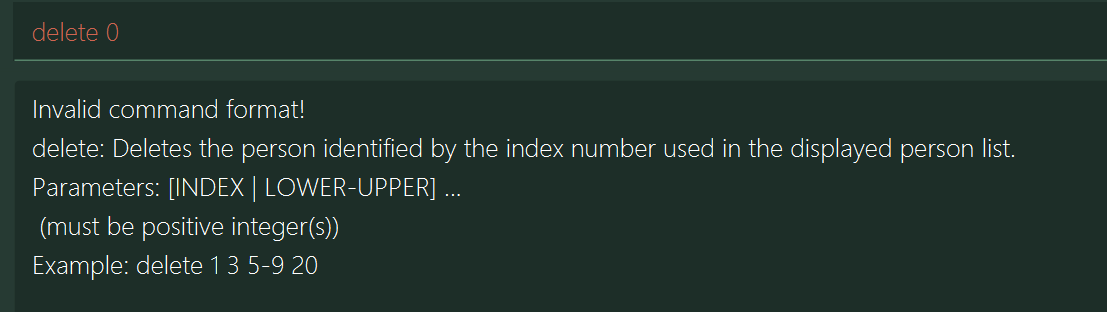 delete 0
Invalid command format!
delete: Deletes the person identified by the index number used in the displayed person list.
Parameters: [INDEX | LOWER-UPPER] ...
(must be positive integer(s))
Example: delete 1 3 5-9 20